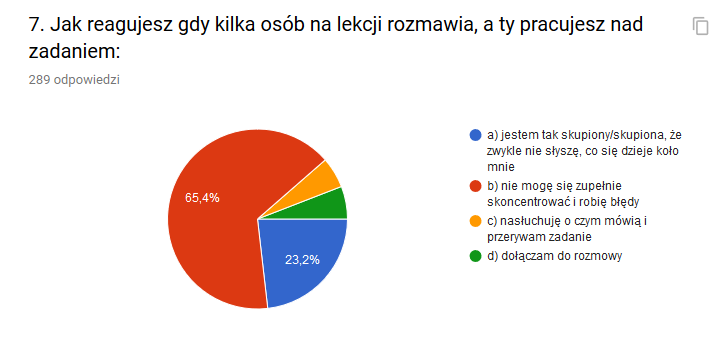 7. Jak reagujesz gdy kilka osób na lekcji rozmawia, a ty pracujesz nad
zadaniem:
289 odpowiedzi
65,4%
23,2%
a) jestem tak skupiony/skupiona, że
zwykle nie słyszę, co się dzieje koło
mnie
b) nie mogę się zupełnie
skoncentrować i robię błędy
c) nasłuchuję o czym mówią i
przerywam zadanie
d) dołączam do rozmowy